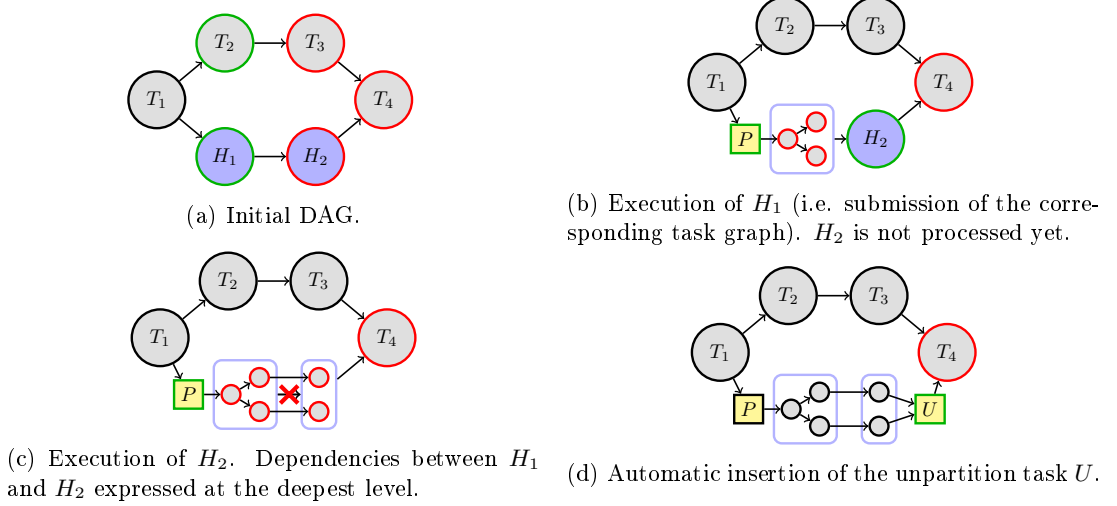 T2
T3
T1
T4
H1
H2
(a) Initial DAG.
T2
T3
T1
T4
P
H2
(b) Execution of H1 (i.e. submission of the corre-
sponding task graph). H2 is not processed yet.
T2
T3
T1
T4
P
(c) Execution of H2. Dependencies between H1
and H2 expressed at the deepest level.
T2
T3
T1
T4
P
U
(d) Automatic insertion of the unpartition task U.